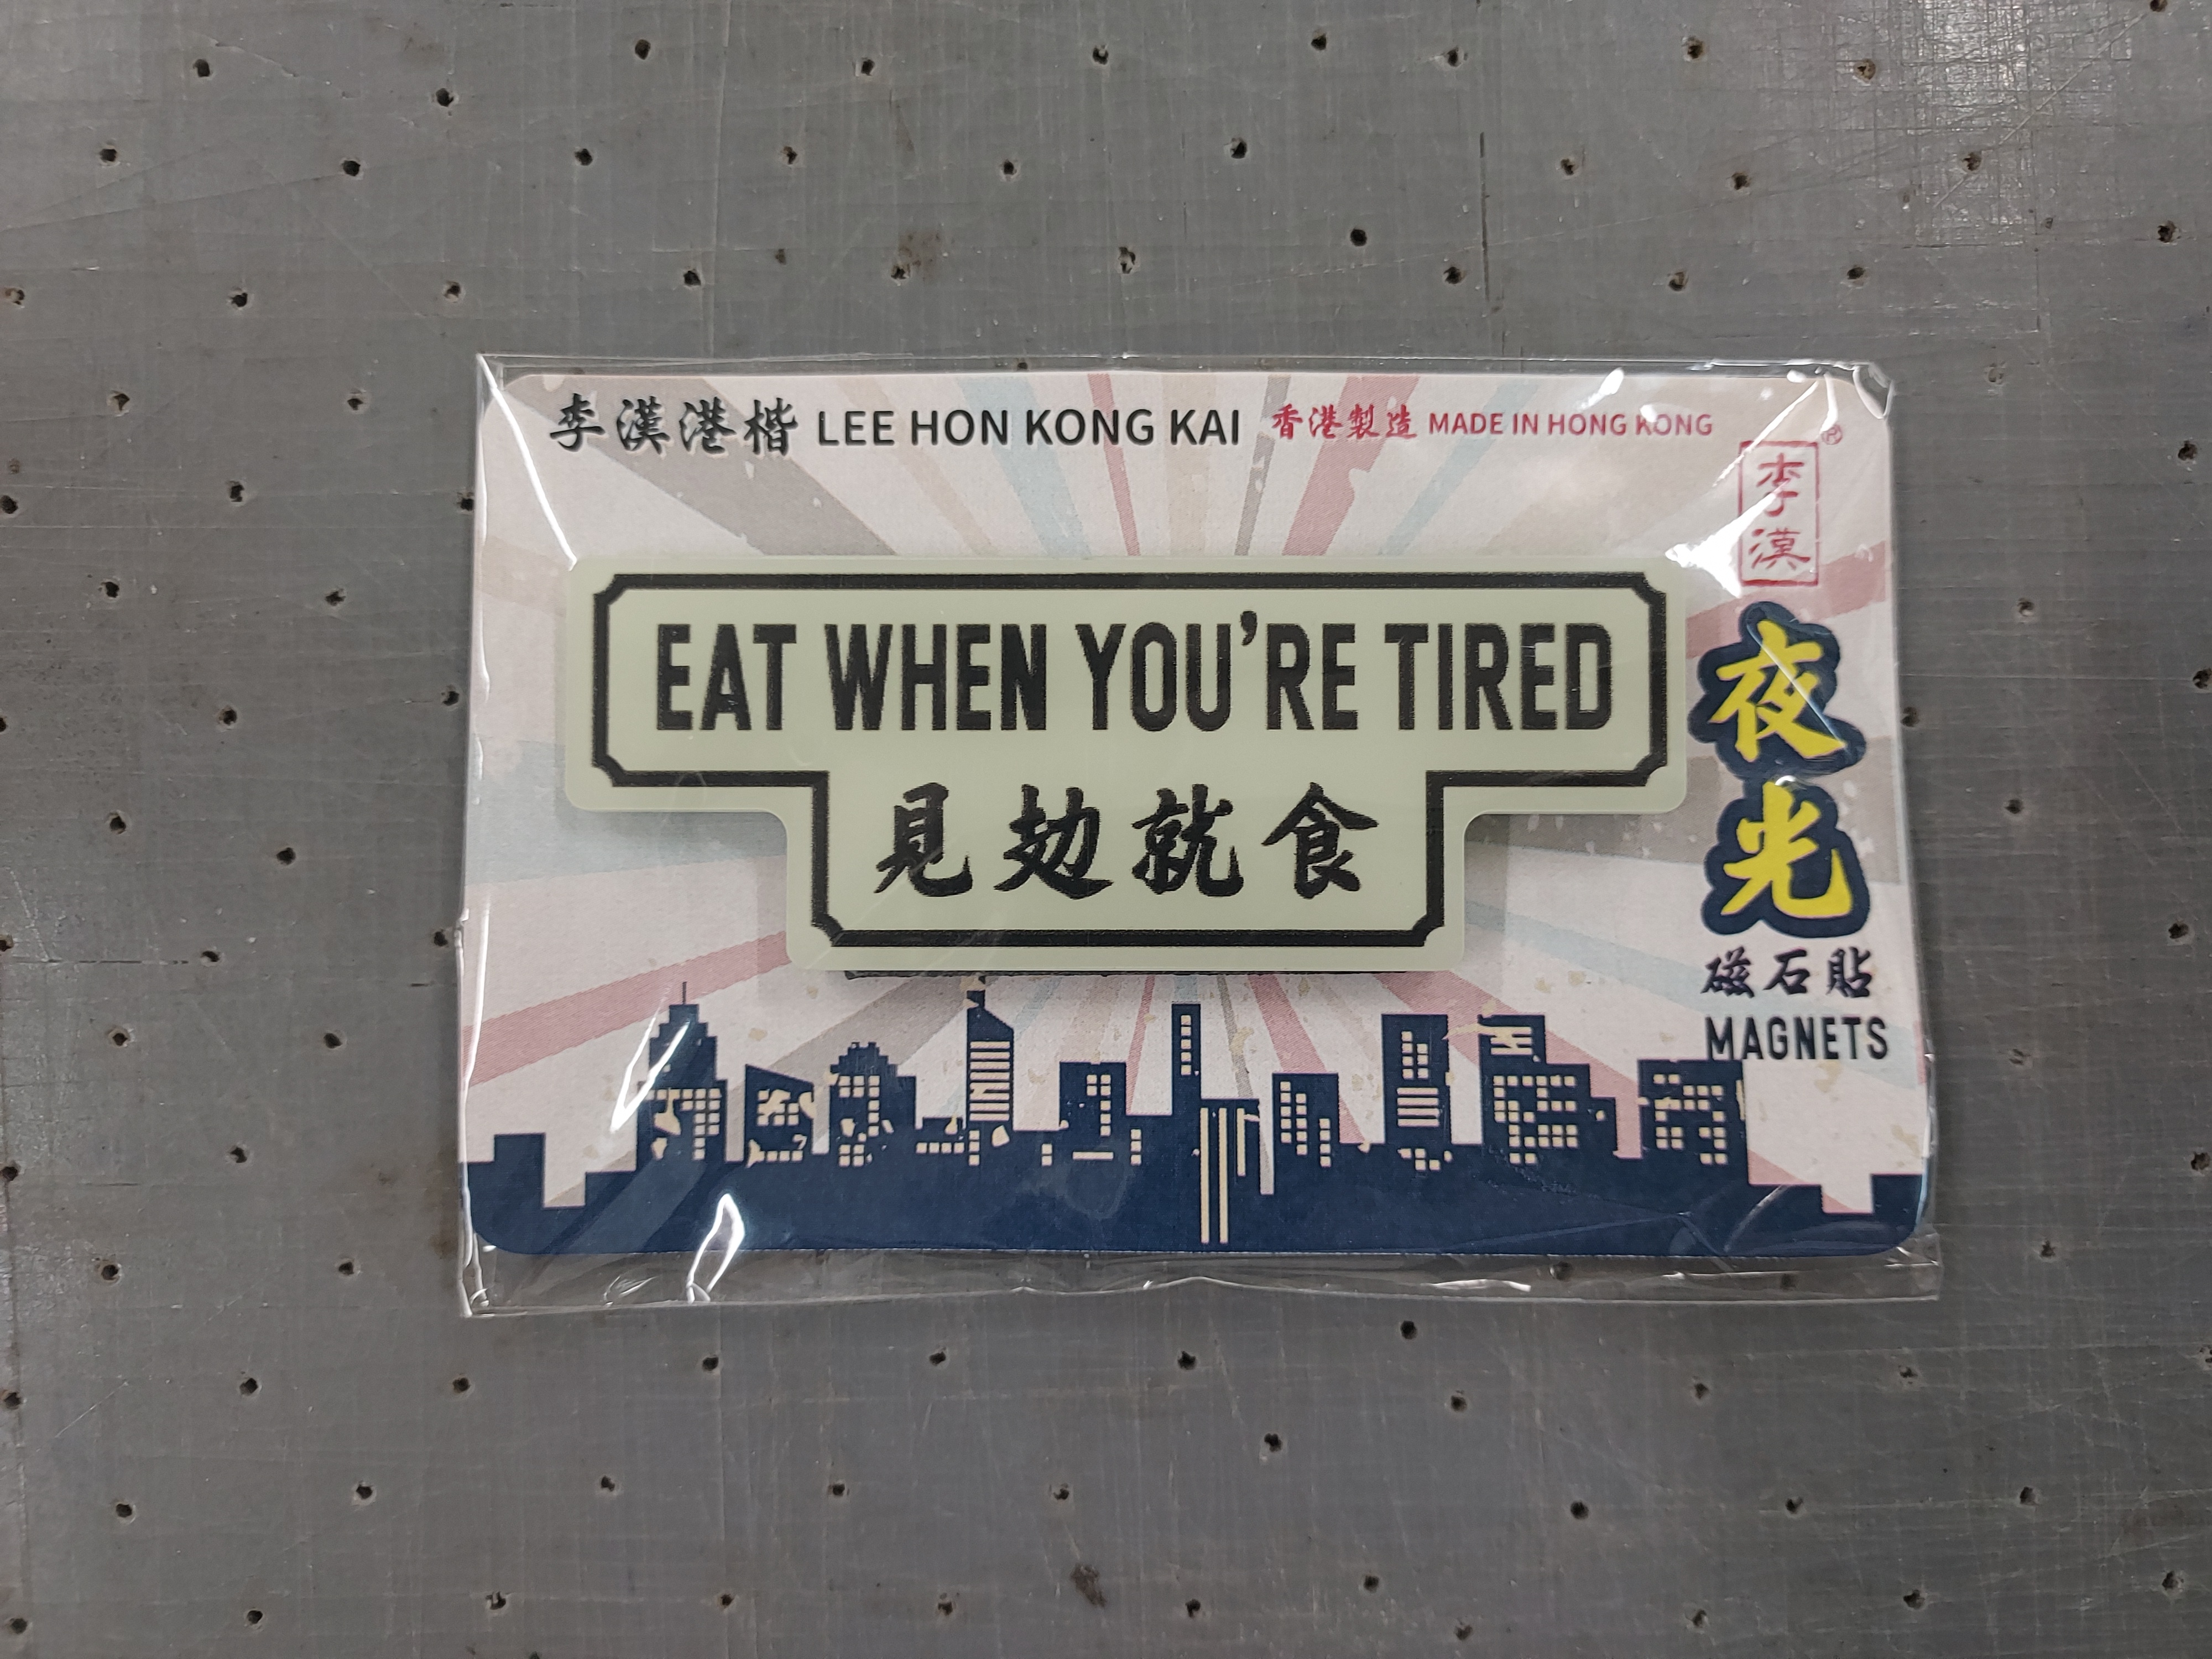 李漢港楷 LEE HON KONG KAI 香港製造 MADE IN HONG KONG
李漢
®
EAT WHEN YOU'RE TIRED
見攰就食
夜光
磁石貼
MAGNETS